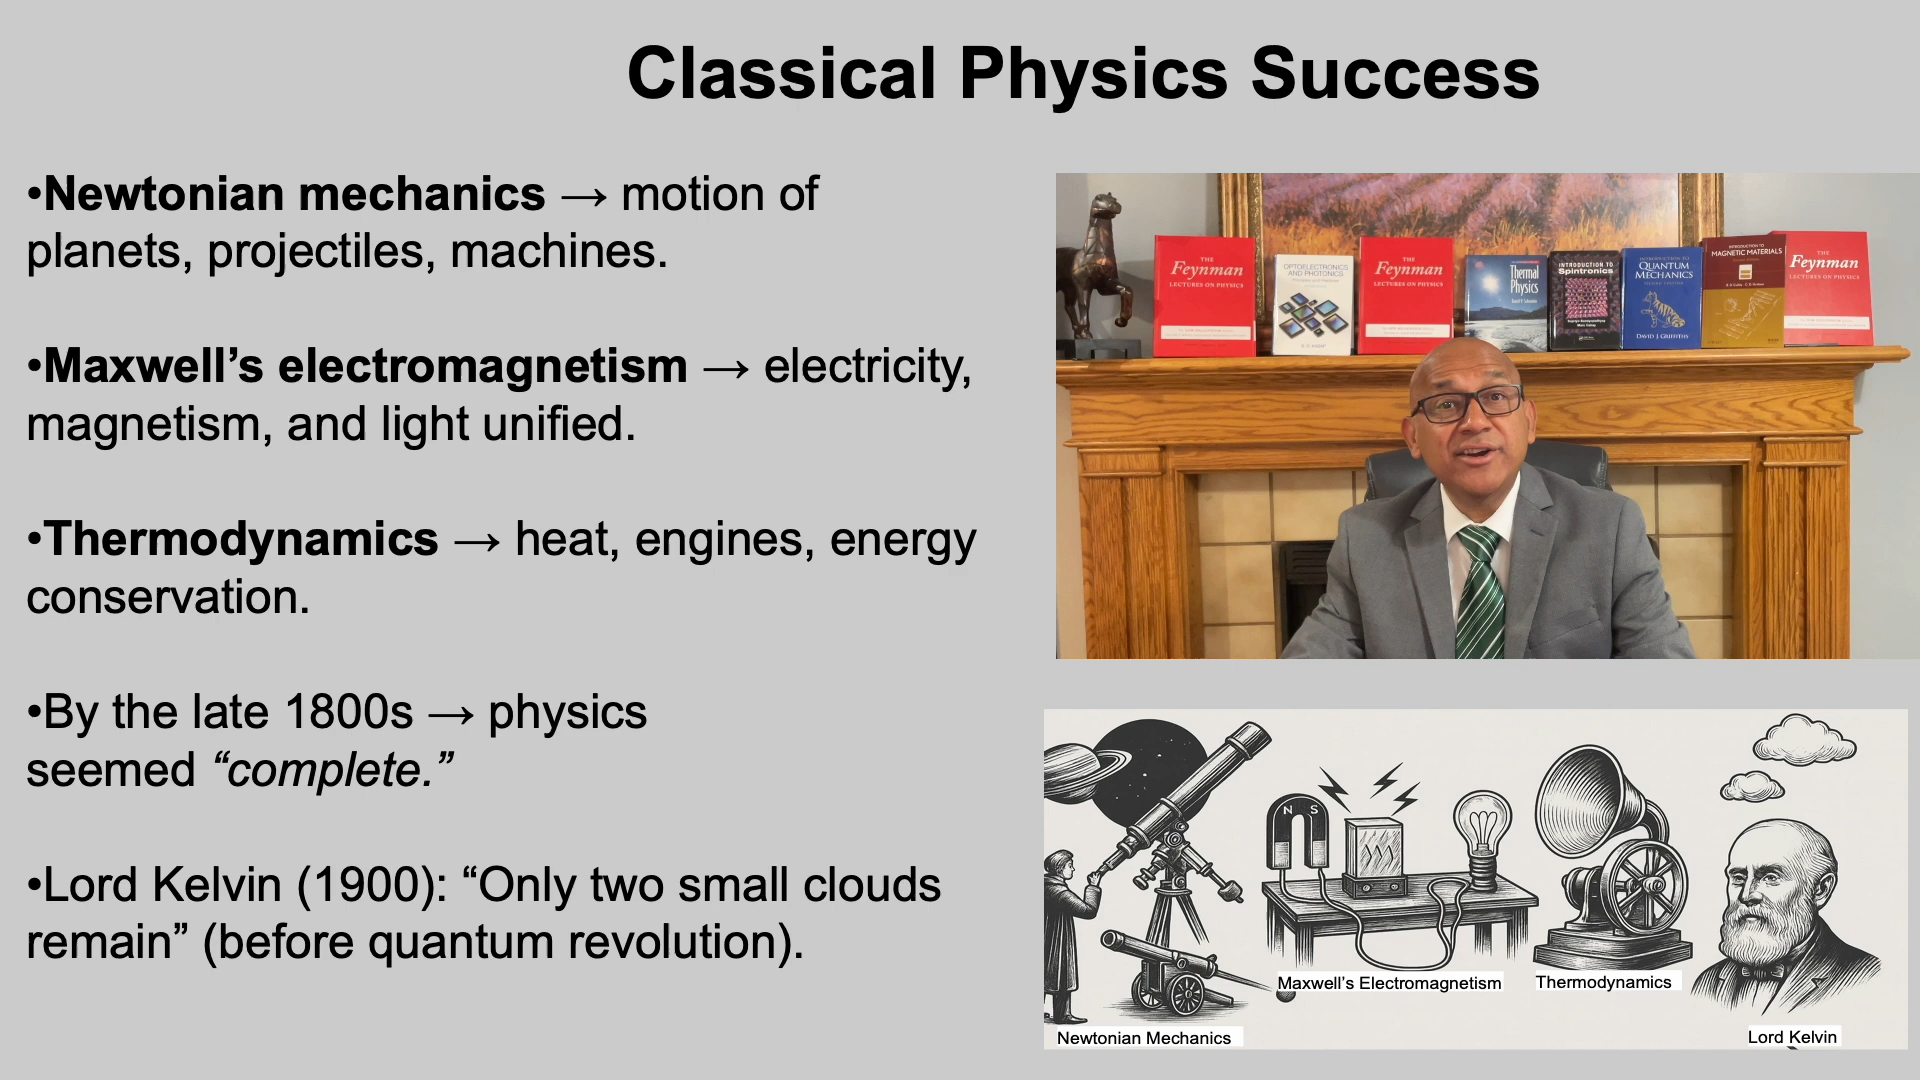 Classical Physics Success
•Newtonian mechanics → motion of
planets, projectiles, machines.
•Maxwell’s electromagnetism → electricity,
magnetism, and light unified.
•Thermodynamics → heat, engines, energy
conservation.
•By the late 1800s → physics
seemed “complete.”
•Lord Kelvin (1900): “Only two small clouds
remain” (before quantum revolution).
THE
Feynman
LECTURES ON PHYSICS
OPTOELECTRONICS
AND PHOTONICS
THE
Feynman
LECTURES ON PHYSICS
Thermal
Physics
INTRODUCTION TO
Spintronics
INTRODUCTION TO
QUANTUM
MECHANICS
DAVID J. GRIFFITHS
INTRODUCTION TO
MAGNETIC MATERIALS
THE
Feynman
LECTURES ON PHYSICS
N S
Maxwell’s Electromagnetism
Thermodynamics
Newtonian Mechanics
Lord Kelvin